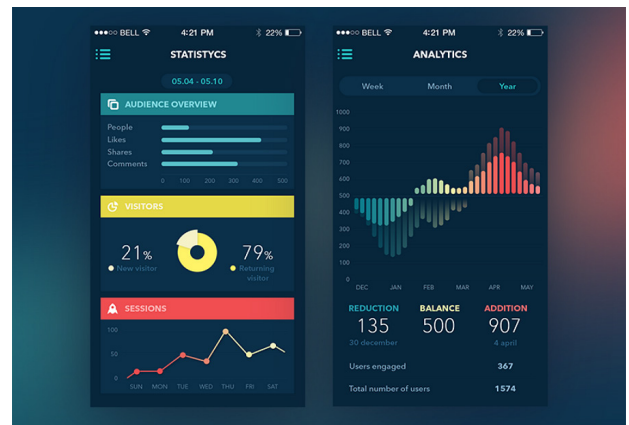 ●●●○○ BELL 4:21 PM 22%
STATISTYCS
05.04 - 05.10
AUDIENCE OVERVIEW
People
Likes
Shares
Comments
0 100 200 300 400 500
VISITORS
21% 79%
New visitor Returning
visitor
SESSIONS
100
50
0
SUN MON TUE WED THU FRI SAT
●●●○○ BELL 4:21 PM 22%
ANALYTICS
Week Month Year
1000
900
800
700
600
500
400
300
200
100
0
DEC JAN FEB MAR APR MAY
REDUCTION BALANCE ADDITION
135 500 907
30 december 4 april
Users engaged 367
Total number of users 1574